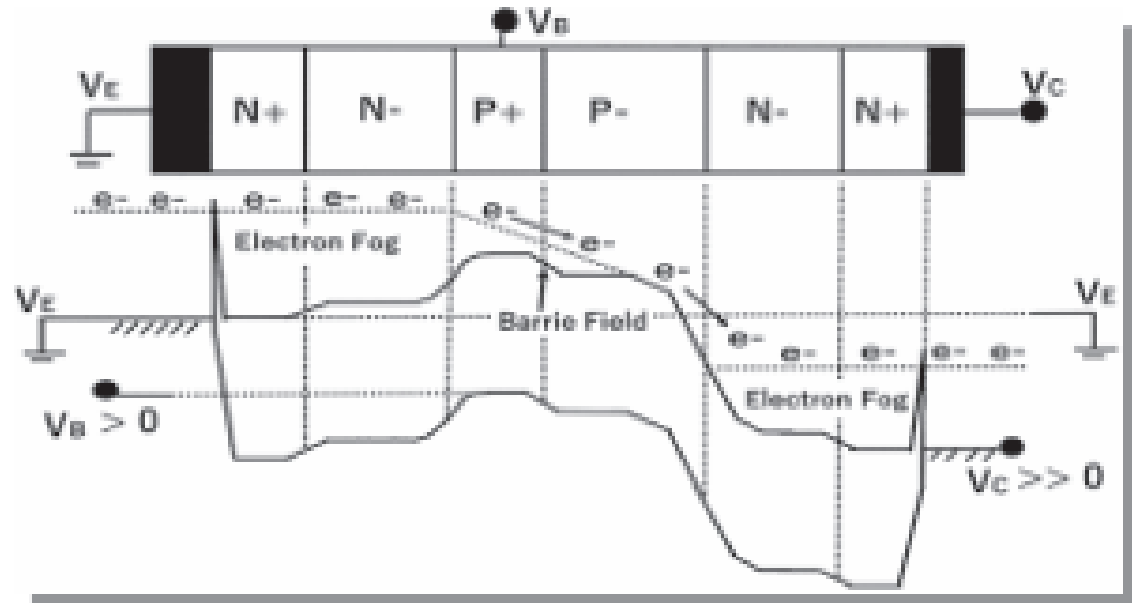 VB
VE
N+ N- P+ P- N- N+
VC
e- e- e- e- e- e-
Electron Fog
e-
e-
VE
VE
Barrie Field
e-
e- e- e- e-
VB > 0
Electron Fog
VC >> 0